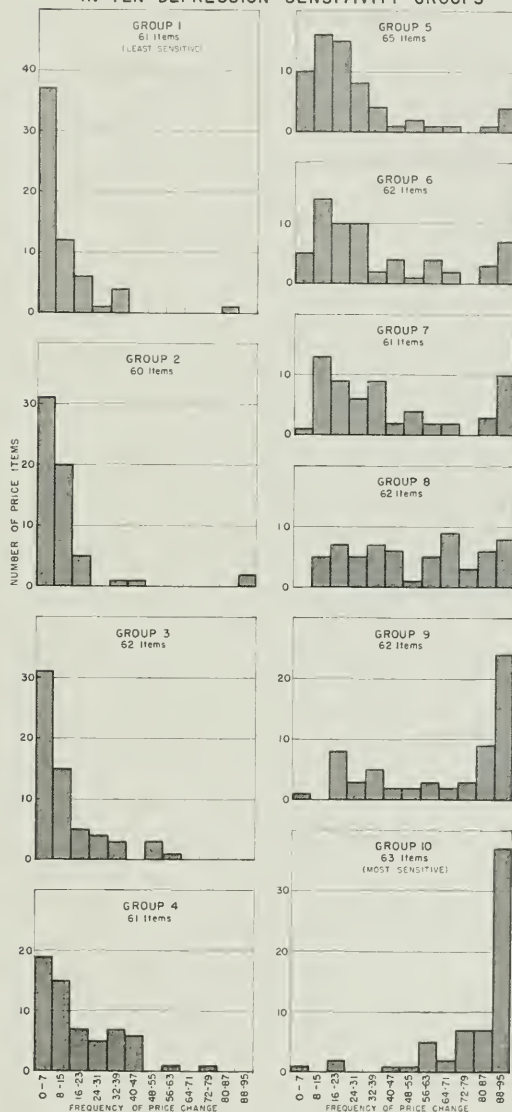 IN TEN DEPRESSION SENSITIVITY GROUPS
GROUP 1
61 Items
(LEAST SENSITIVE)
40
30
20
10
0
GROUP 2
60 Items
30
20
10
0
NUMBER OF PRICE ITEMS
GROUP 3
62 Items
30
20
10
0
GROUP 4
61 Items
20
10
0
0-7
8-15
16-23
24-31
32-39
40-47
48-55
56-63
64-71
72-79
80-87
88-95
FREQUENCY OF PRICE CHANGE
GROUP 5
65 Items
10
0
GROUP 6
62 Items
10
0
GROUP 7
61 Items
10
0
GROUP 8
62 Items
10
0
GROUP 9
62 Items
20
10
0
GROUP 10
63 Items
(MOST SENSITIVE)
30
20
10
0
0-7
8-15
16-23
24-31
32-39
40-47
48-55
56-63
64-71
72-79
80-87
88-95
FREQUENCY OF PRICE CHANGE